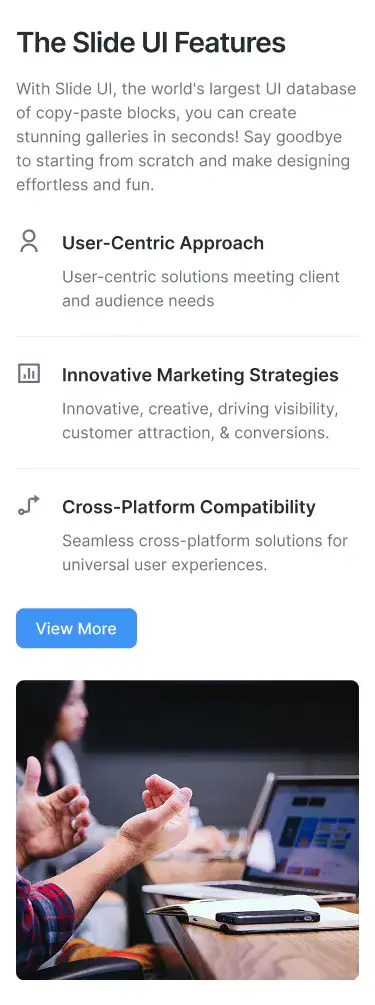 The Slide UI Features
With Slide UI, the world's largest UI database
of copy-paste blocks, you can create
stunning galleries in seconds! Say goodbye
to starting from scratch and make designing
effortless and fun.
User-Centric Approach
User-centric solutions meeting client
and audience needs
Innovative Marketing Strategies
Innovative, creative, driving visibility,
customer attraction, & conversions.
Cross-Platform Compatibility
Seamless cross-platform solutions for
universal user experiences.
View More